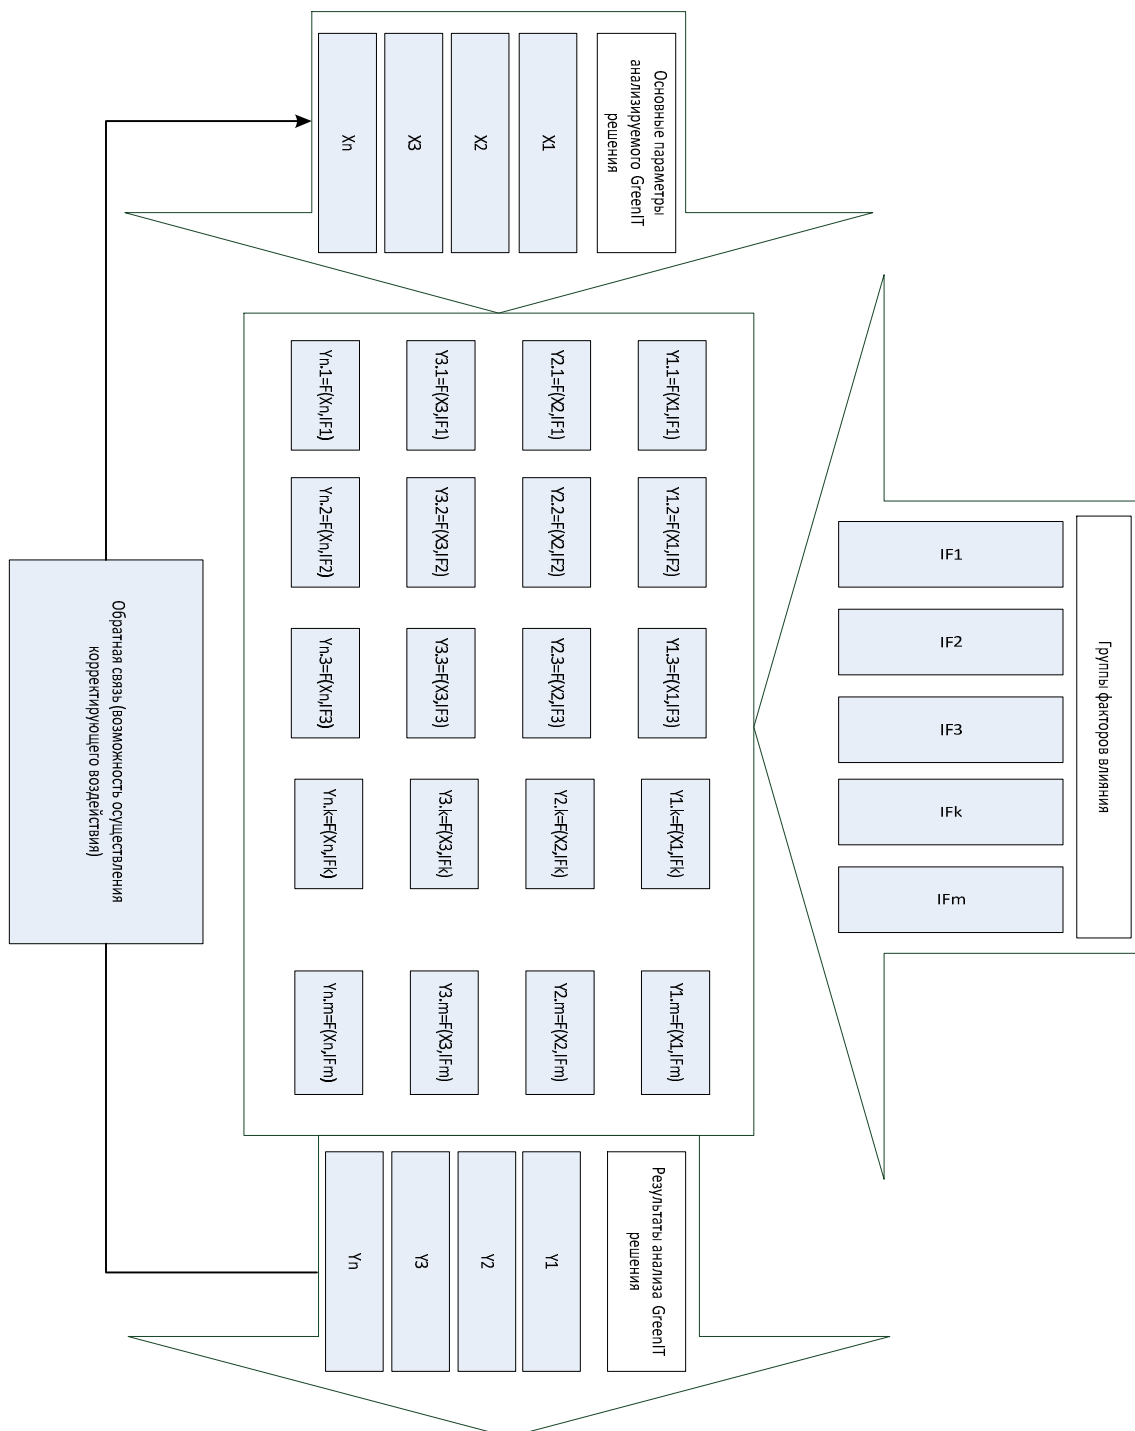 Группы факторов влияния
IF1
IF2
IF3
IFk
IFm
Основные параметры
анализируемого GreenIT
решения
X1
X2
X3
Xn
Y1.1=F(X1,IF1)
Y1.2=F(X1,IF2)
Y1.3=F(X1,IF3)
Y1.k=F(X1,IFk)
Y1.m=F(X1,IFm)
Y2.1=F(X2,IF1)
Y2.2=F(X2,IF2)
Y2.3=F(X2,IF3)
Y2.k=F(X2,IFk)
Y2.m=F(X2,IFm)
Y3.1=F(X3,IF1)
Y3.2=F(X3,IF2)
Y3.3=F(X3,IF3)
Y3.k=F(X3,IFk)
Y3.m=F(X3,IFm)
Yn.1=F(Xn,IF1)
Yn.2=F(Xn,IF2)
Yn.3=F(Xn,IF3)
Yn.k=F(Xn,IFk)
Yn.m=F(Xn,IFm)
Результаты анализа GreenIT
решения
Y1
Y2
Y3
Yn
Обратная связь (возможность осуществления
корректирующего воздействия)